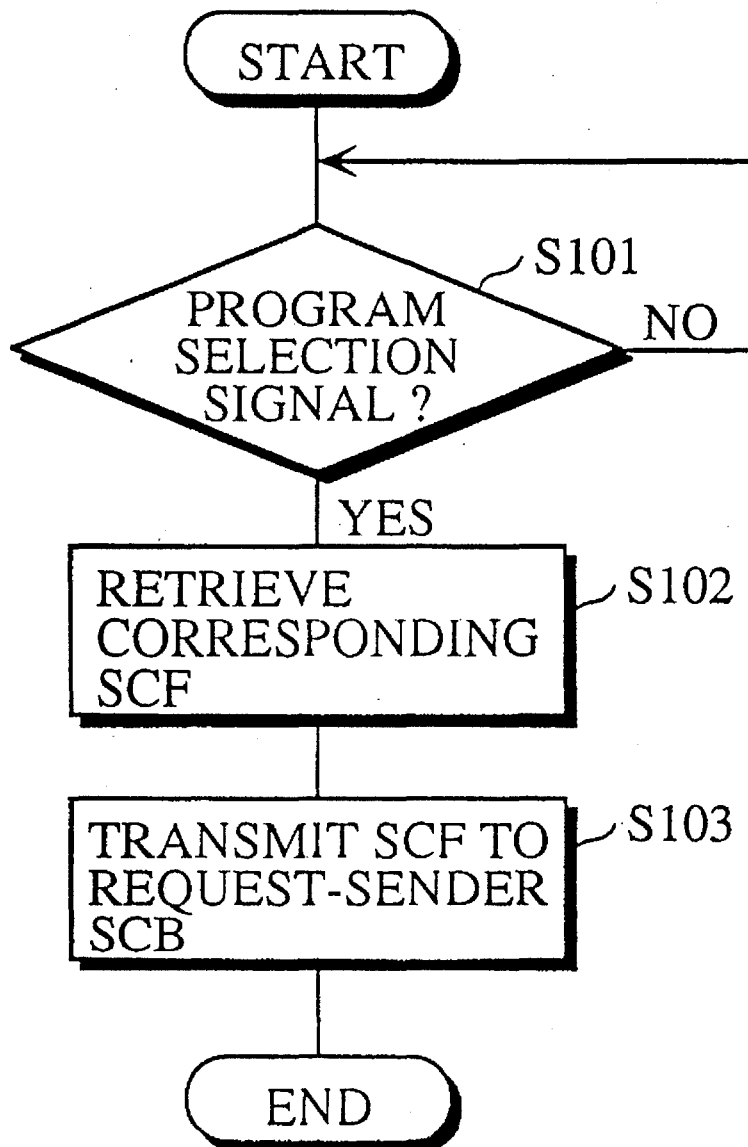 START
S101
PROGRAM
SELECTION
SIGNAL ?
NO
YES
RETRIEVE
CORRESPONDING
SCF
S102
TRANSMIT SCF TO
REQUEST-SENDER
SCB
S103
END